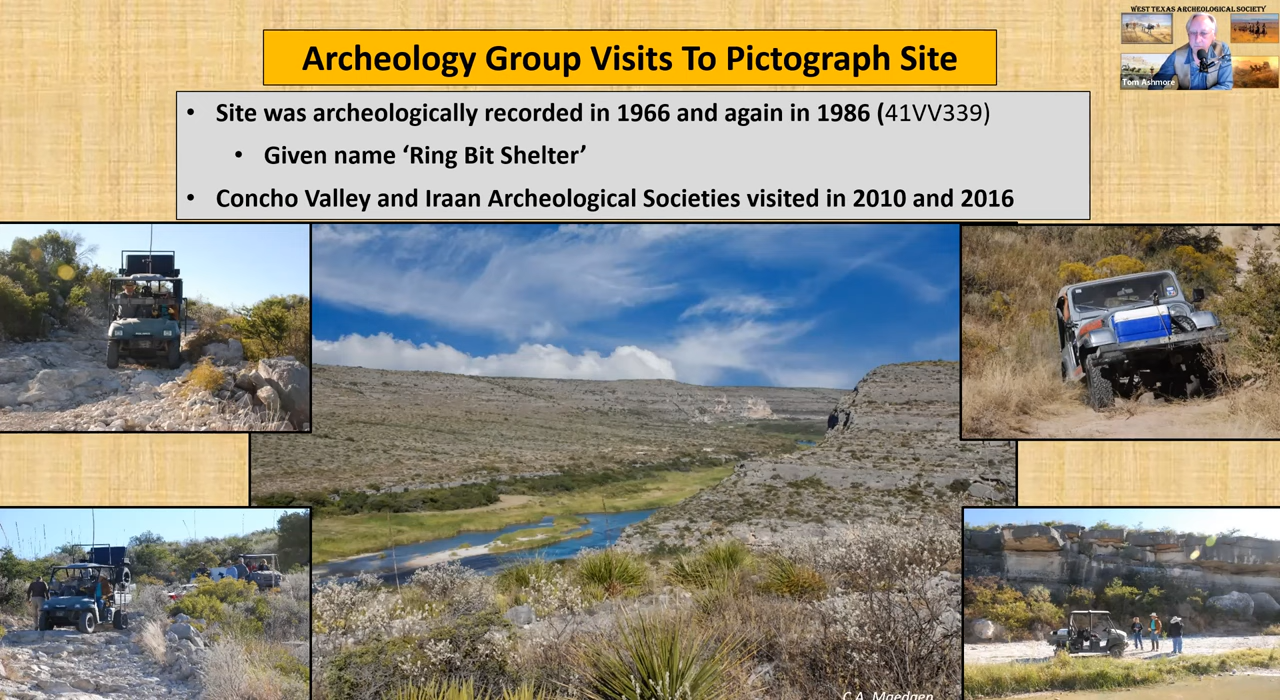 WEST TEXAS ARCHEOLOGICAL SOCIETY
Tom Ashmore
Archeology Group Visits To Pictograph Site
• Site was archeologically recorded in 1966 and again in 1986 (41VV339)
• Given name ‘Ring Bit Shelter’
• Concho Valley and Iraan Archeological Societies visited in 2010 and 2016
C.A. Maedgen